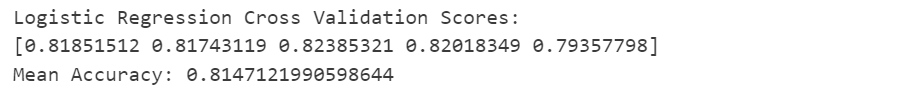 Logistic Regression Cross Validation Scores:
[0.81851512 0.81743119 0.82385321 0.82018349 0.79357798]
Mean Accuracy: 0.8147121990598644